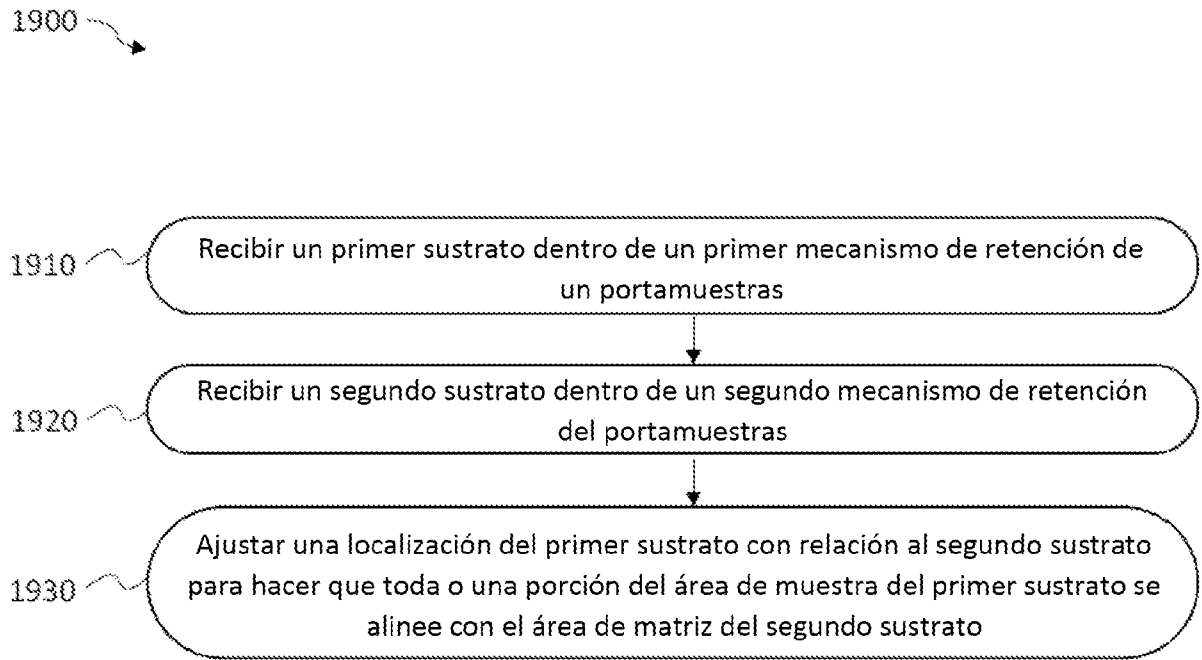 1900
1910
Recibir un primer sustrato dentro de un primer mecanismo de retención de
un portamuestras
1920
Recibir un segundo sustrato dentro de un segundo mecanismo de retención
del portamuestras
1930
Ajustar una localización del primer sustrato con relación al segundo sustrato
para hacer que toda o una porción del área de muestra del primer sustrato se
alinee con el área de matriz del segundo sustrato